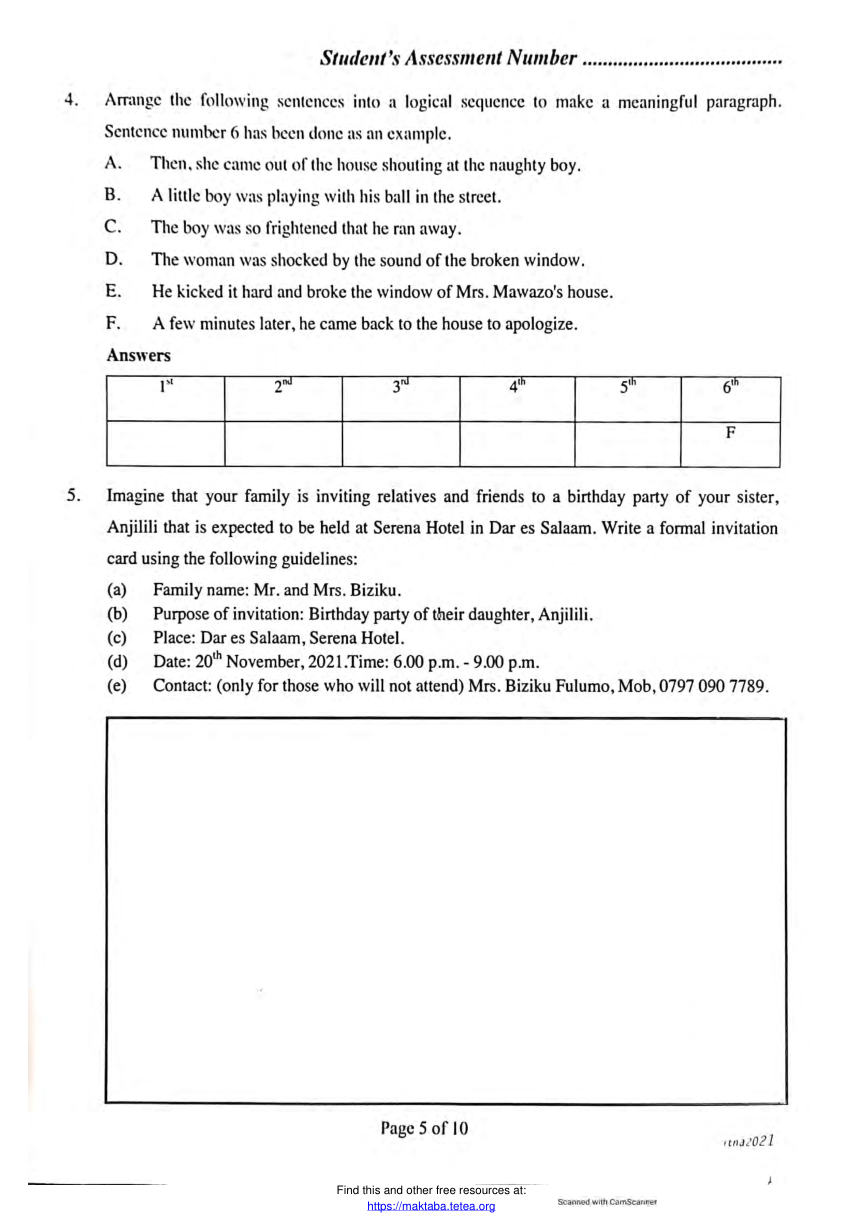 Student's Assessment Number ......................................
4. Arrange the following sentences into a logical sequence to make a meaningful paragraph.
Sentence number 6 has been done as an example.
A. Then, she came out of the house shouting at the naughty boy.
B. A little boy was playing with his ball in the street.
C. The boy was so frightened that he ran away.
D. The woman was shocked by the sound of the broken window.
E. He kicked it hard and broke the window of Mrs. Mawazo's house.
F. A few minutes later, he came back to the house to apologize.
Answers
1st 2nd 3rd 4th 5th 6th
F
5. Imagine that your family is inviting relatives and friends to a birthday party of your sister,
Anjilili that is expected to be held at Serena Hotel in Dar es Salaam. Write a formal invitation
card using the following guidelines:
(a) Family name: Mr. and Mrs. Biziku.
(b) Purpose of invitation: Birthday party of their daughter, Anjilili.
(c) Place: Dar es Salaam, Serena Hotel.
(d) Date: 20th November, 2021.Time: 6.00 p.m. - 9.00 p.m.
(e) Contact: (only for those who will not attend) Mrs. Biziku Fulumo, Mob, 0797 090 7789.
Page 5 of 10
Find this and other free resources at:
https://maktaba.tetea.org
Scanned with CamScanner